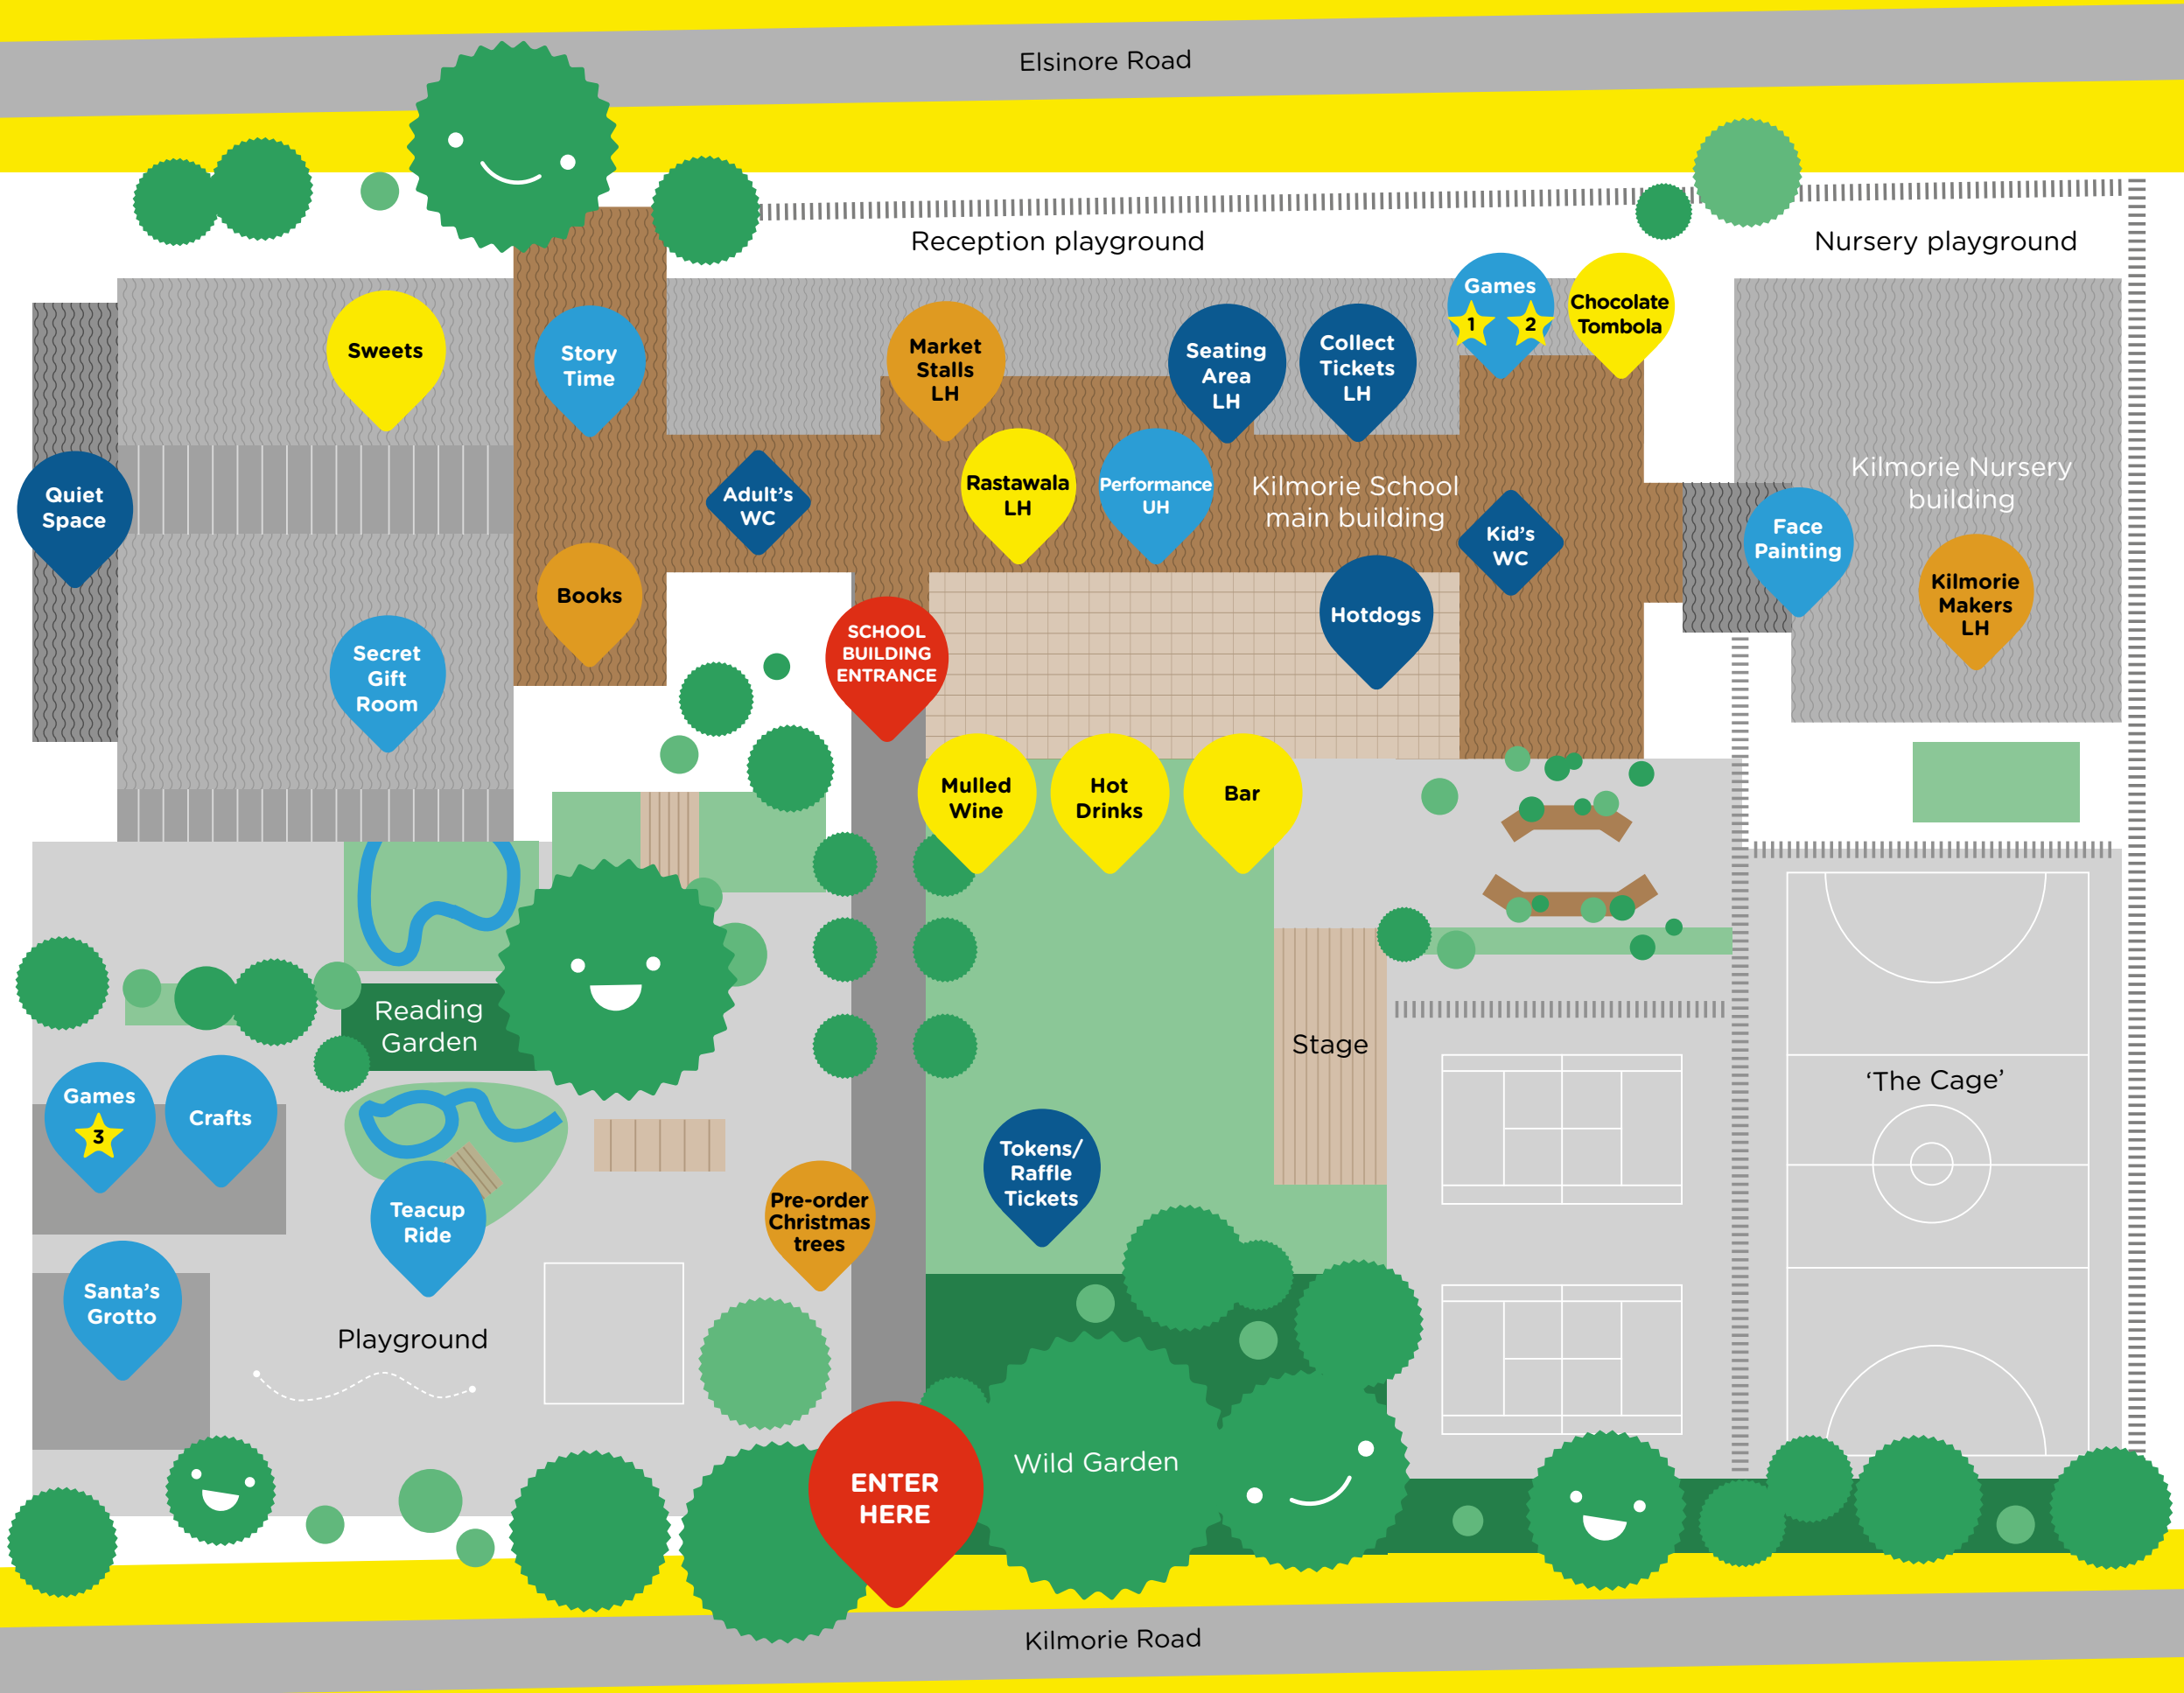 Elsinore Road
Reception playground
Nursery playground
Games
1 2
Chocolate
Tombola
Sweets
Story
Time
Market
Stalls
LH
Seating
Area
LH
Collect
Tickets
LH
Quiet
Space
Adult's
WC
Rastawala
LH
Performance
UH
Kilmorie School
main building
Kid's
WC
Kilmorie Nursery
building
Face
Painting
Kilmorie
Makers
LH
Books
SCHOOL
BUILDING
ENTRANCE
Hotdogs
Secret
Gift
Room
Mulled
Wine
Hot
Drinks
Bar
Reading
Garden
Stage
‘The Cage’
Games
3
Crafts
Teacup
Ride
Pre-order
Christmas
trees
Tokens/
Raffle
Tickets
Santa's
Grotto
Playground
ENTER
HERE
Wild Garden
Kilmorie Road